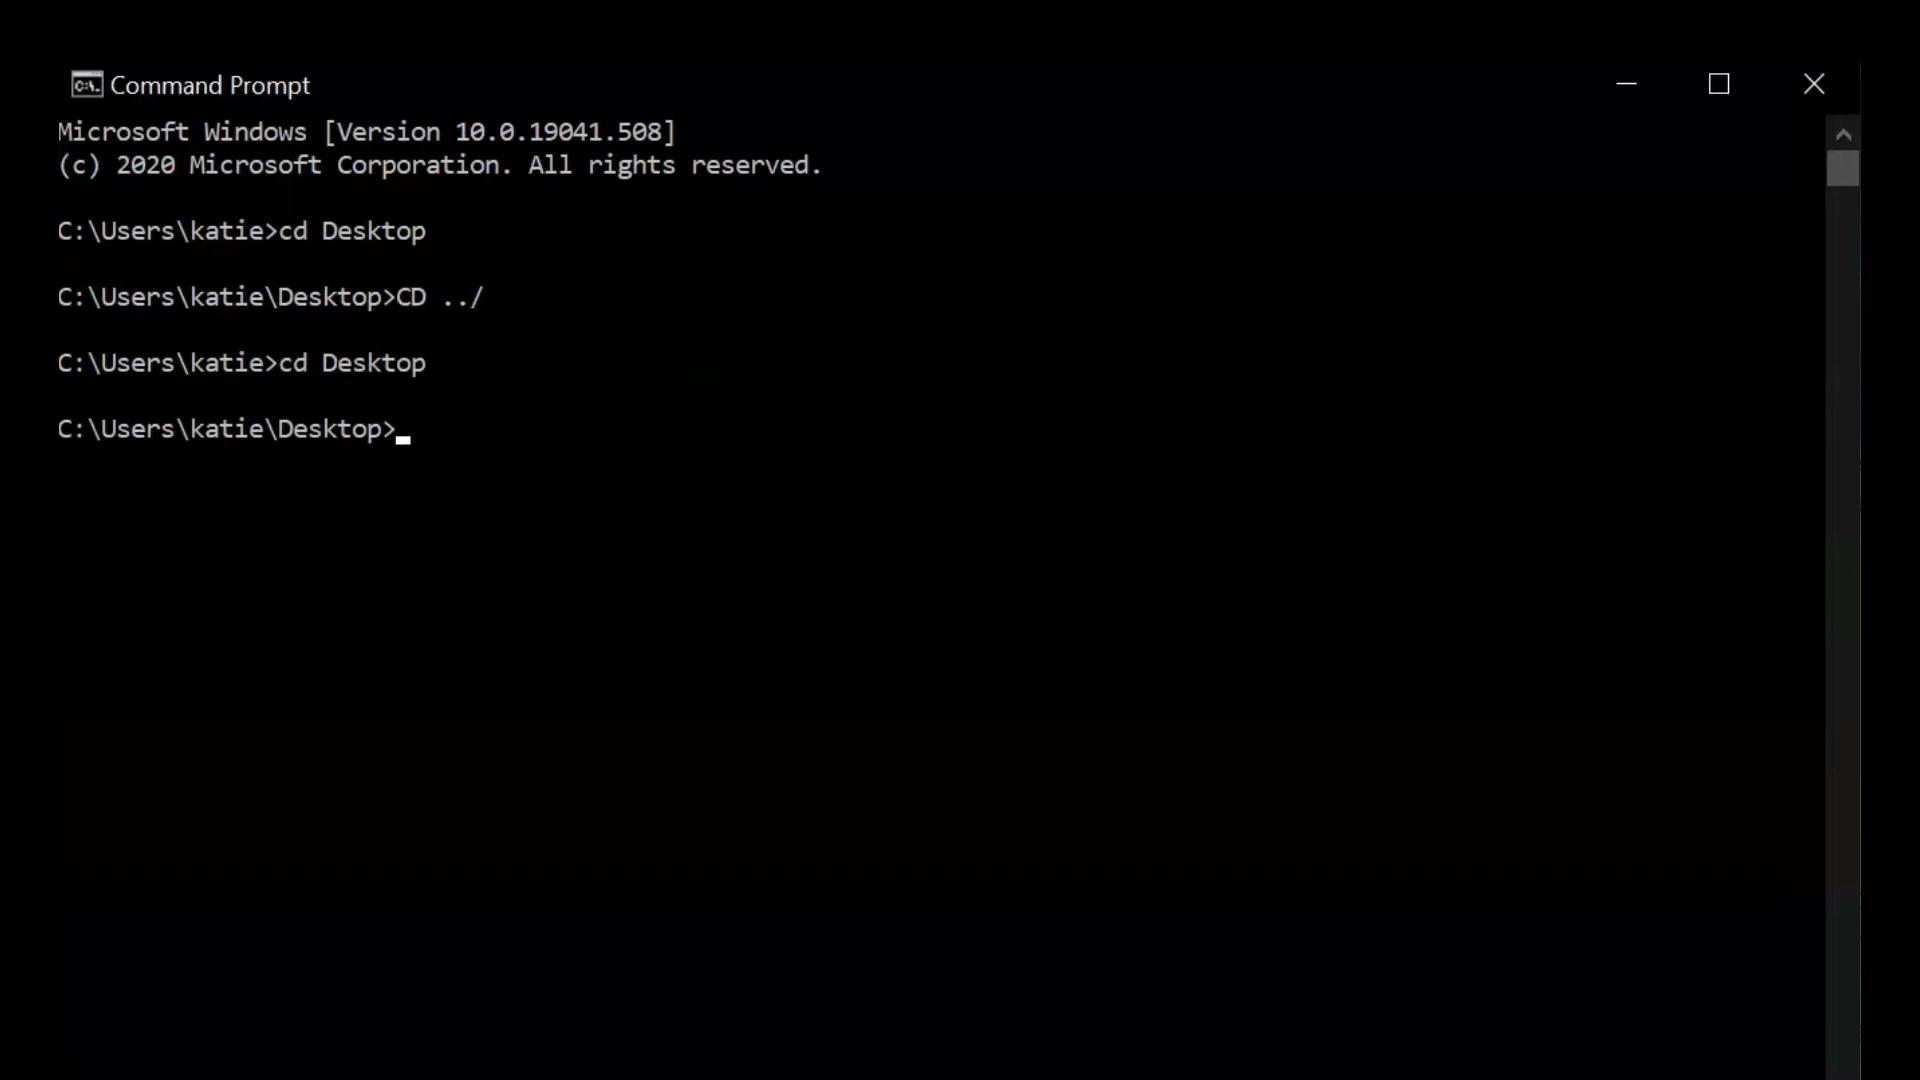 Command Prompt
Microsoft Windows [Version 10.0.19041.508]
(c) 2020 Microsoft Corporation. All rights reserved.
C:\Users\katie>cd Desktop
C:\Users\katie\Desktop>CD ../
C:\Users\katie>cd Desktop
C:\Users\katie\Desktop>